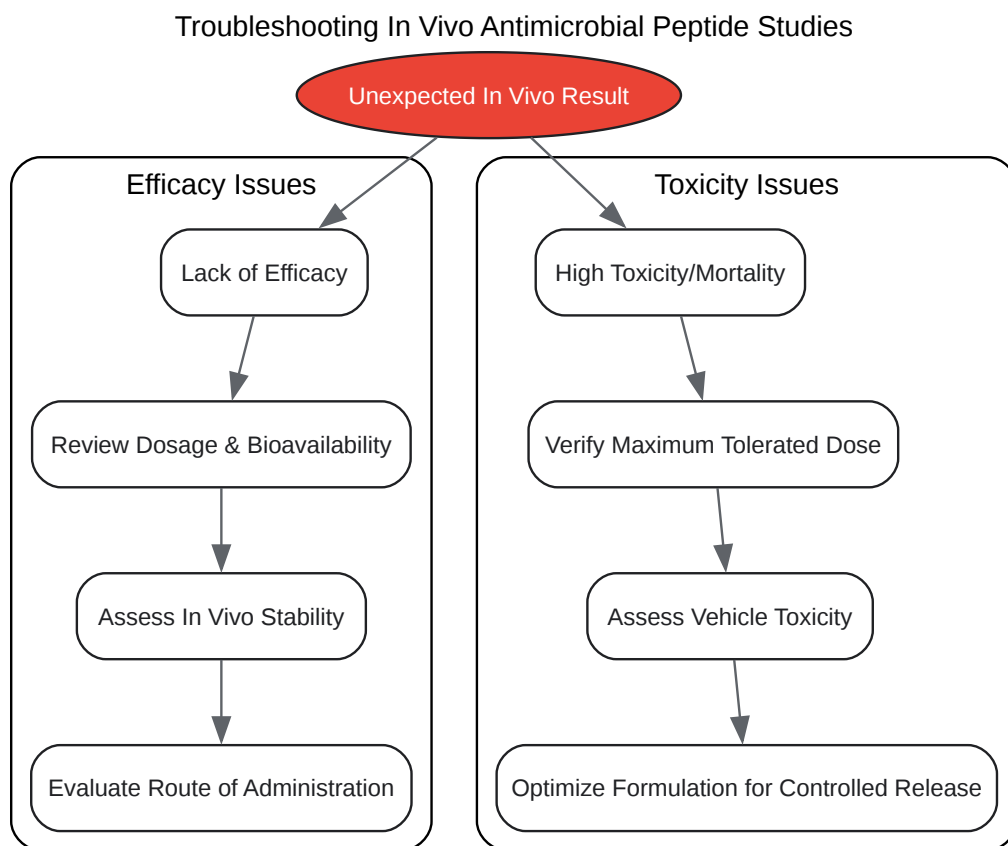 Troubleshooting In Vivo Antimicrobial Peptide Studies
Unexpected In Vivo Result
Efficacy Issues
Lack of Efficacy
Review Dosage & Bioavailability
Assess In Vivo Stability
Evaluate Route of Administration
Toxicity Issues
High Toxicity/Mortality
Verify Maximum Tolerated Dose
Assess Vehicle Toxicity
Optimize Formulation for Controlled Release